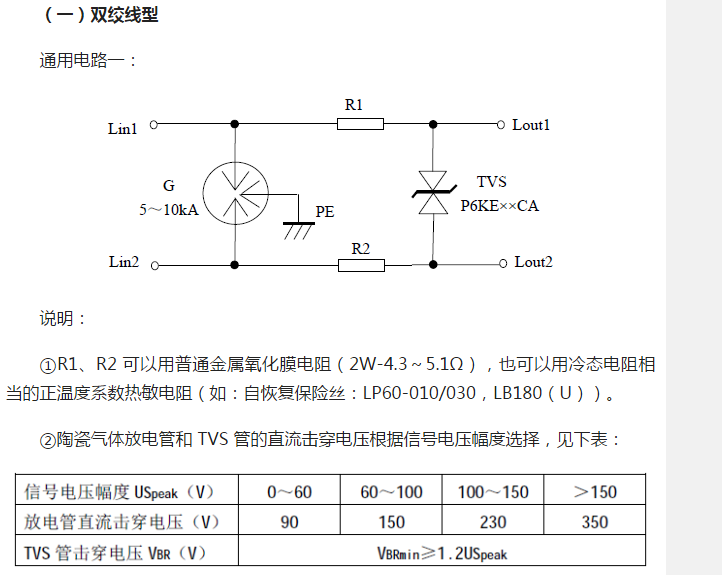 （一）双绞线型
通用电路一：
R1
Lin1
Lout1
G
5～10kA
PE
TVS
P6KE××CA
R2
Lin2
Lout2
说明：
①R1、R2 可以用普通金属氧化膜电阻（2W-4.3～5.1Ω），也可以用冷态电阻相
当的正温度系数热敏电阻（如：自恢复保险丝：LP60-010/030，LB180（U））。
②陶瓷气体放电管和 TVS 管的直流击穿电压根据信号电压幅度选择，见下表：
信号电压幅度 USpeak（V） 0～60 60～100 100～150 ＞150
放电管直流击穿电压（V） 90 150 230 350
TVS 管击穿电压 VBR（V） VBRmin≥1.2USpeak